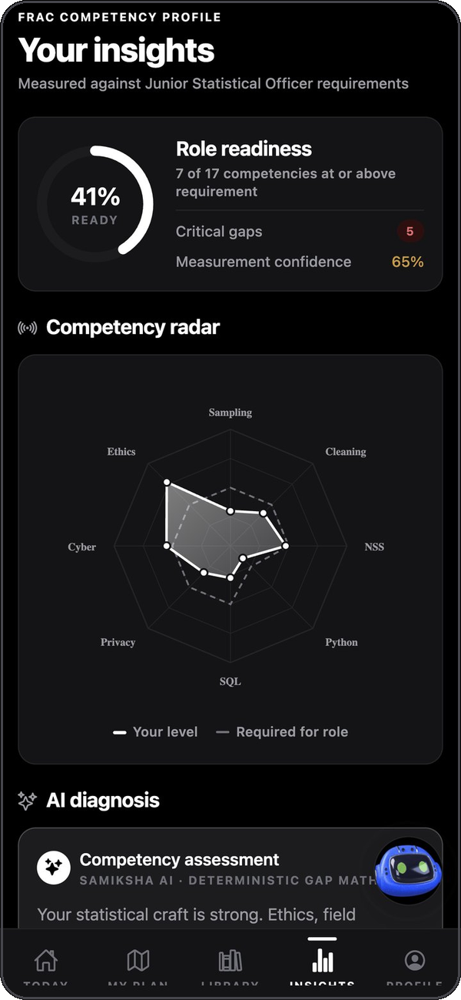 FRAC COMPETENCY PROFILE
Your insights
Measured against Junior Statistical Officer requirements
41%
READY
Role readiness
7 of 17 competencies at or above
requirement
Critical gaps
5
Measurement confidence
65%
Competency radar
Sampling
Ethics
Cleaning
Cyber
NSS
Privacy
Python
SQL
Your level
Required for role
AI diagnosis
Competency assessment
SAMIKSHA AI · DETERMINISTIC GAP MATH
Your statistical craft is strong. Ethics, field
TODAY
MY PLAN
LIBRARY
INSIGHTS
PROFILE